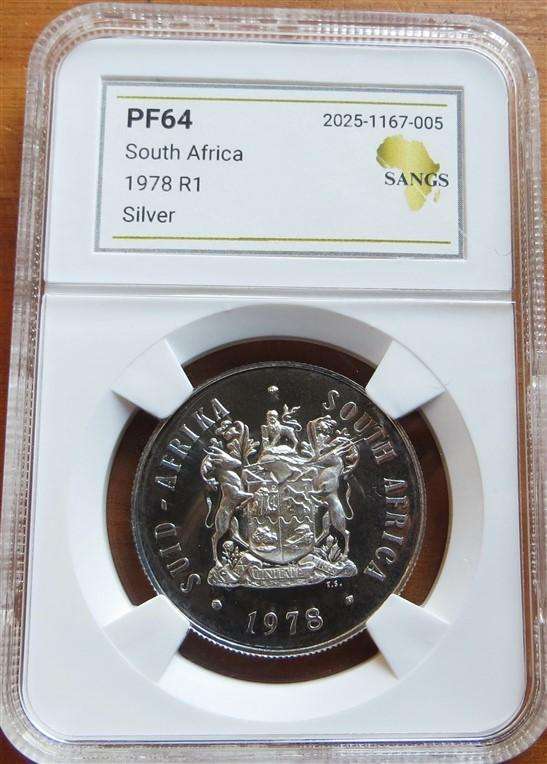 PF64
2025-1167-005
South Africa
1978 R1
Silver
SANGS
SUID - AFRIKA
SOUTH AFRICA
1978